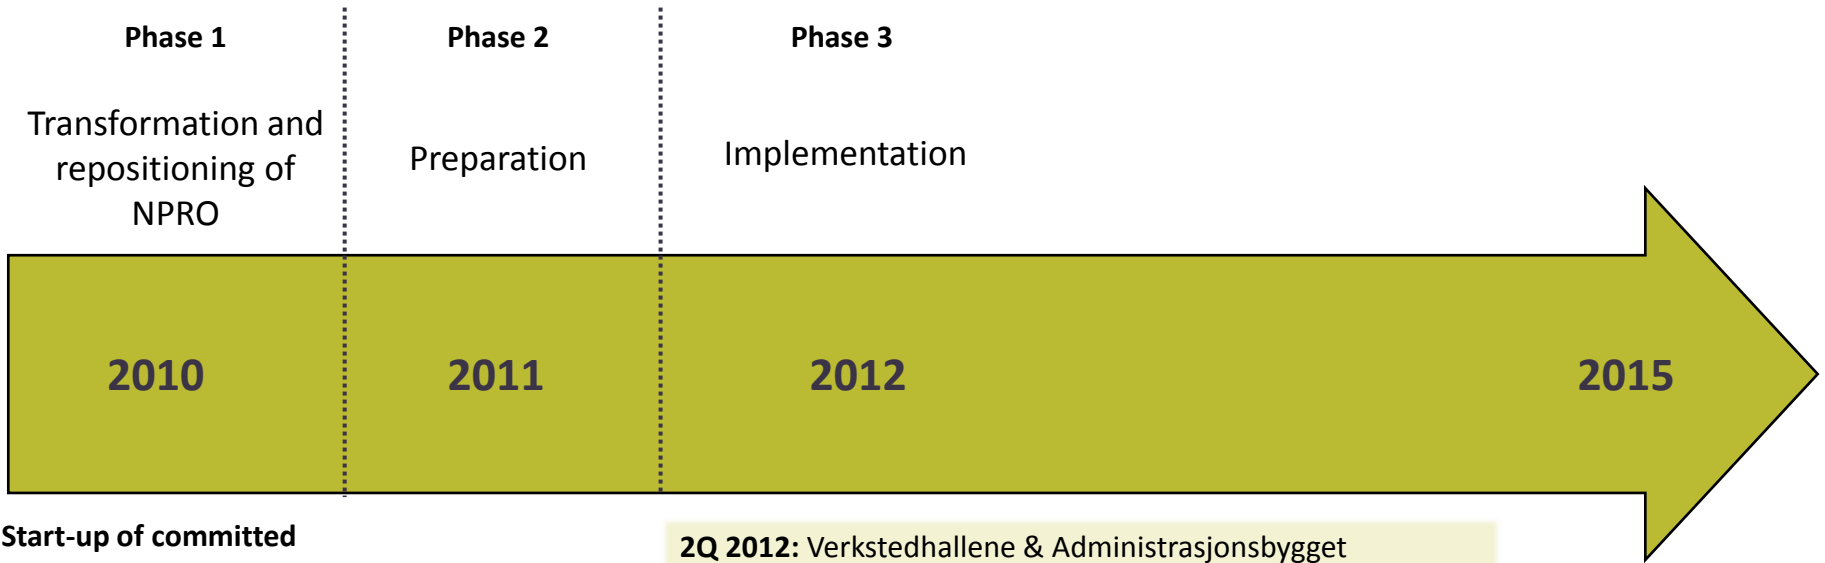 Phase 1
Phase 2
Phase 3
Transformation and
repositioning of
NPRO
Preparation
Implementation
2010
2011
2012
2015
Start-up of committed
2Q 2012: Verkstedhallene & Administrasjonsbygget